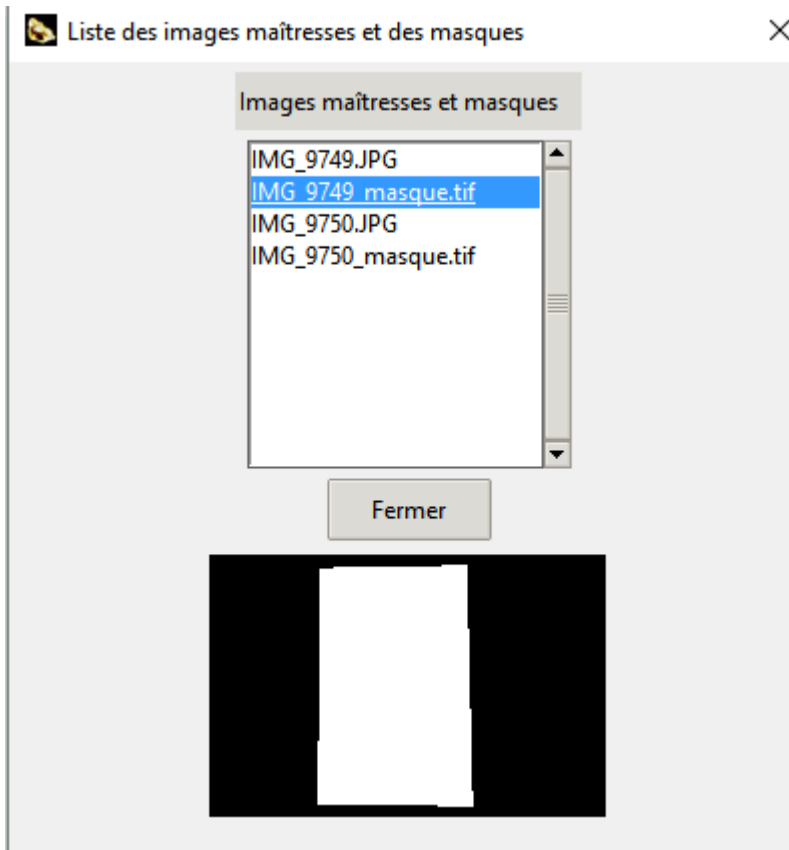 Liste des images maîtresses et des masques
Images maîtresses et masques
IMG_9749.JPG
IMG_9749_masque.tif
IMG_9750.JPG
IMG_9750_masque.tif
Fermer